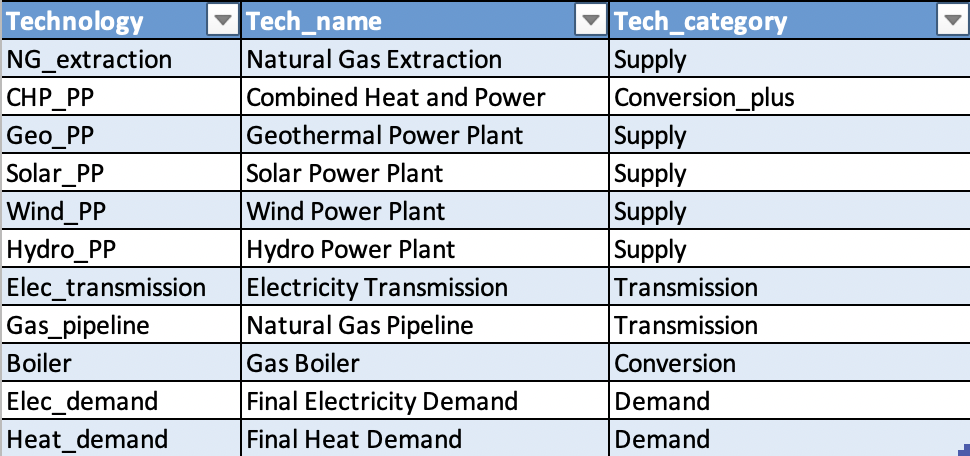 Technology Tech_name Tech_category
NG_extraction Natural Gas Extraction Supply
CHP_PP Combined Heat and Power Conversion_plus
Geo_PP Geothermal Power Plant Supply
Solar_PP Solar Power Plant Supply
Wind_PP Wind Power Plant Supply
Hydro_PP Hydro Power Plant Supply
Elec_transmission Electricity Transmission Transmission
Gas_pipeline Natural Gas Pipeline Transmission
Boiler Gas Boiler Conversion
Elec_demand Final Electricity Demand Demand
Heat_demand Final Heat Demand Demand